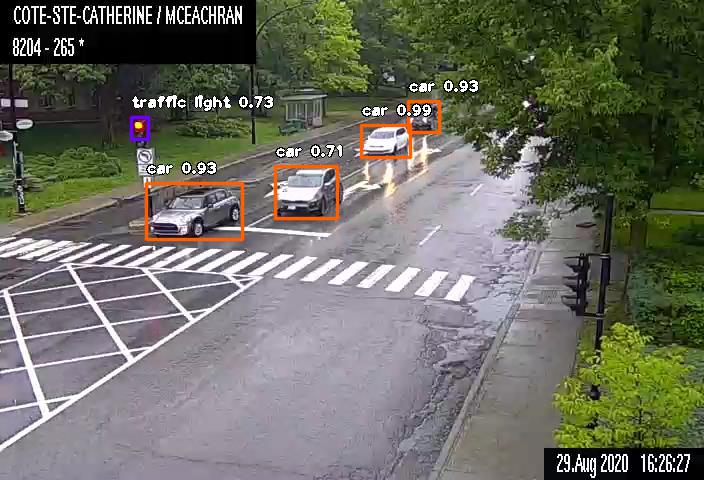 COTE-STE-CATHERINE / MCEACHRAN
8204 - 265 *
car 0.93
car 0.99
traffic light 0.73
car 0.71
car 0.93
29.Aug 2020 16:26:27